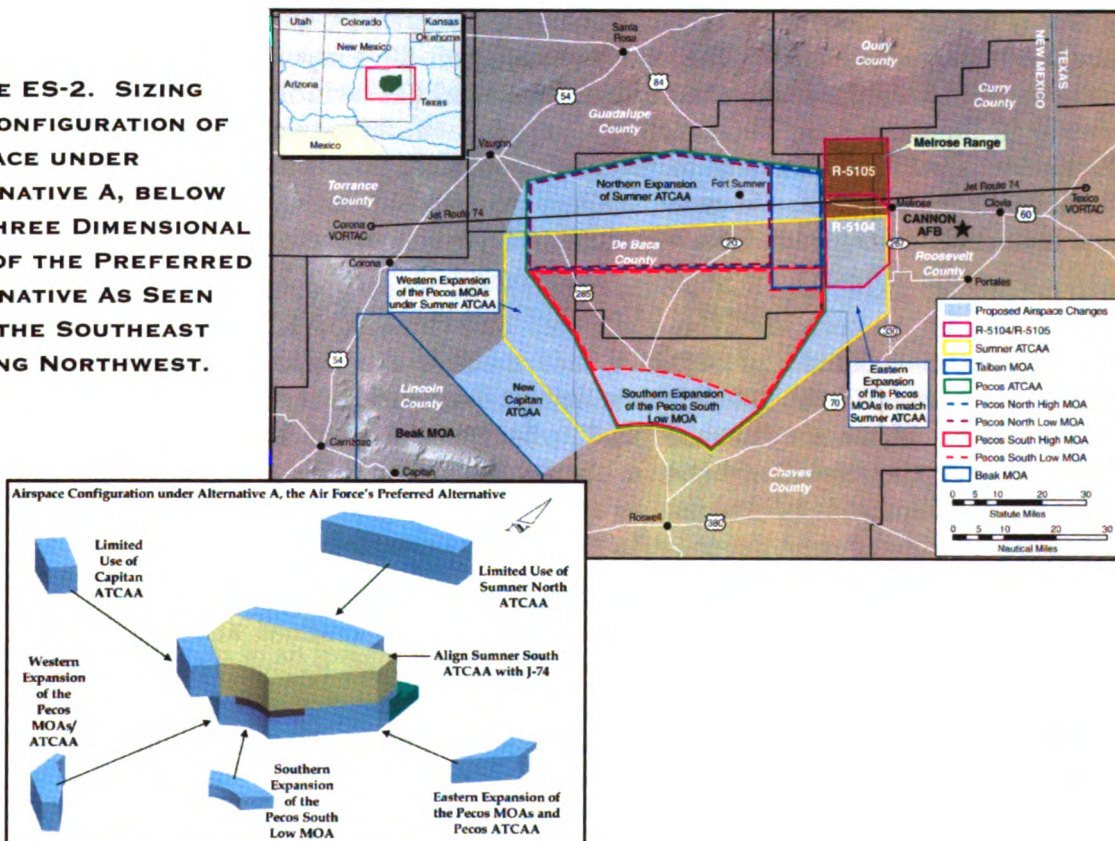 E ES-2. SIZING
ONFIGURATION OF
ACE UNDER
RNATIVE A, BELOW
HREE DIMENSIONAL
OF THE PREFERRED
NATIVE AS SEEN
THE SOUTHEAST
NG NORTHWEST.
Utah
Colorado
Kansas
New Mexico
Oklahoma
Arizona
Texas
Mexico
Santa
Rosa
84
54
Guadalupe
County
Quay
County
Curry
County
NEW MEXICO
TEXAS
Vaughn
Torrance
County
Northern Expansion
of Sumner ATCAA
Fort Sumner
R-5105
Melrose Range
Jet Route 74
Jet Route 74
Corona
VORTAC
Melrose
Clovis
60
Texico
VORTAC
CANNON
AFB
R-5104
De Baca
County
20
267
Roosevelt
County
Corona
Portales
Western Expansion
of the Pecos MOAs
under Sumner ATCAA
285
54
Lincoln
County
New
Capitan
ATCAA
Southern Expansion
of the Pecos South
Low MOA
Eastern
Expansion
of the Pecos
MOAs to match
Sumner ATCAA
70
Beak MOA
Carrizozo
Capitan
Chaves
County
Roswell
380
Proposed Airspace Changes
R-5104/R-5105
Sumner ATCAA
Taiban MOA
Pecos ATCAA
Pecos North High MOA
Pecos North Low MOA
Pecos South High MOA
Pecos South Low MOA
Beak MOA
0 5 10 20 30
Statute Miles
0 5 10 20 30
Nautical Miles
Airspace Configuration under Alternative A, the Air Force's Preferred Alternative
Limited
Use of
Capitan
ATCAA
Limited Use of
Sumner North
ATCAA
Align Sumner South
ATCAA with J-74
Western
Expansion
of the
Pecos
MOAs/
ATCAA
Southern
Expansion
of the
Pecos South
Low MOA
Eastern Expansion of
the Pecos MOAs and
Pecos ATCAA